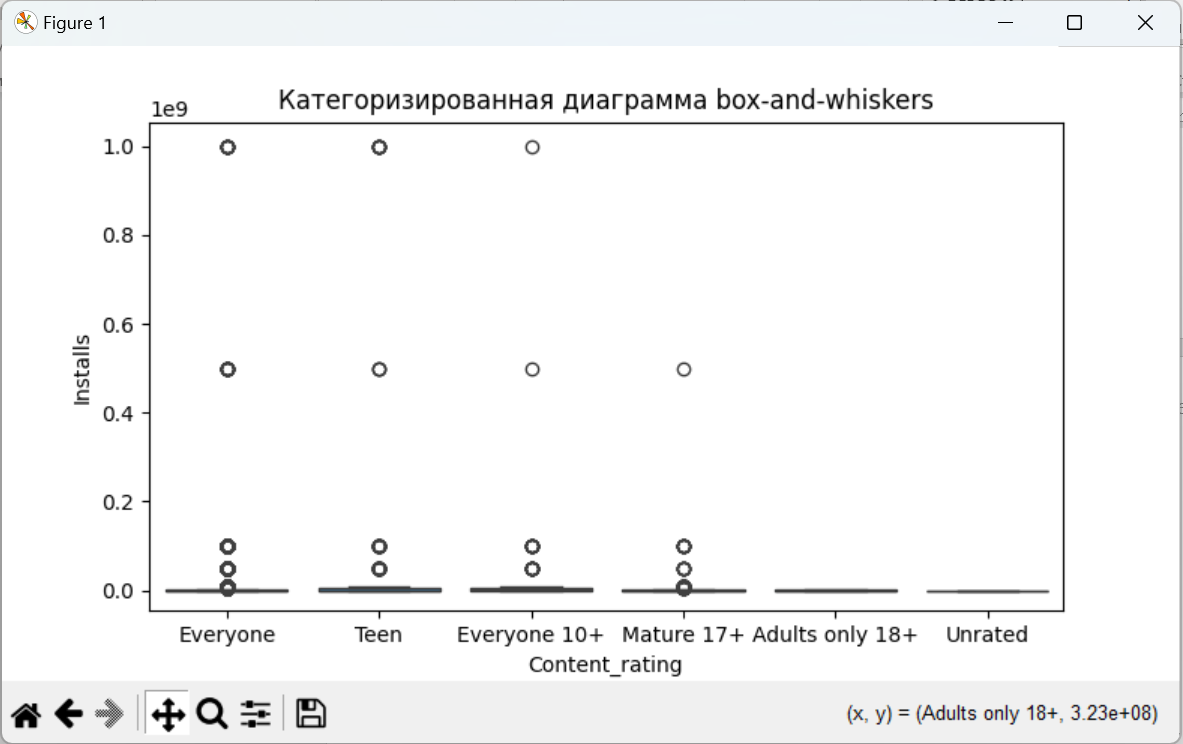 Figure 1
Категоризированная диаграмма box-and-whiskers
1e9
1.0
0.8
0.6
0.4
0.2
0.0
Installs
Everyone Teen Everyone 10+ Mature 17+ Adults only 18+ Unrated
Content_rating
(x, y) = (Adults only 18+, 3.23e+08)